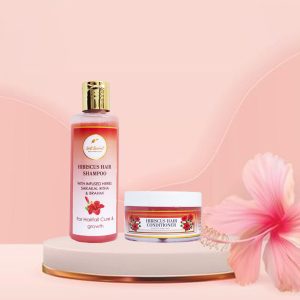 HIBISCUS HAIR
SHAMPOO
WITH INFUSED HERBS
SHIKAKAI, REETHA
& BRAHMI
For Hairfall Cure &
growth
HIBISCUS HAIR
CONDITIONER